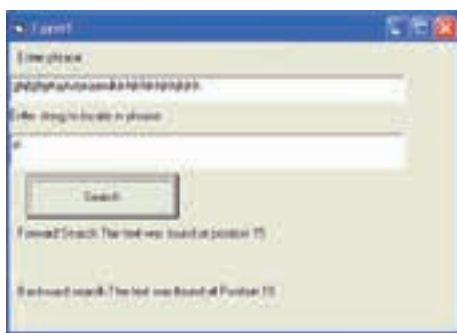 Form1
Enter phrase
Enter string to locate in phrase
Search
Forward Search: The text was found at position 15
Backward search: The text was found at Position